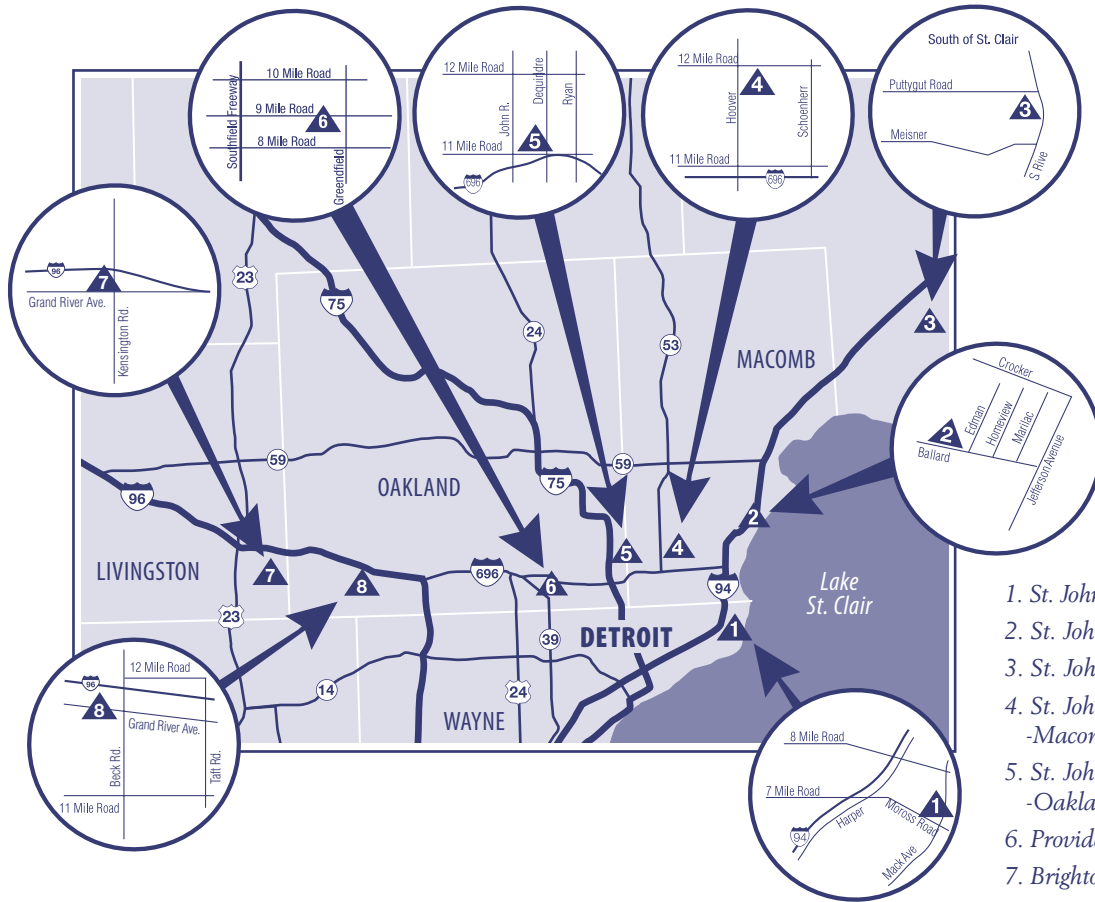 10 Mile Road
9 Mile Road
8 Mile Road
Southfield Freeway
Greendfield
6
12 Mile Road
11 Mile Road
John R.
Dequindre
Ryan
5
696
12 Mile Road
11 Mile Road
Hoover
Schoenherr
4
696
South of St. Clair
Puttygut Road
Meisner
S Rive
3
96
7
Grand River Ave.
Kensington Rd.
23
75
24
53
MACOMB
3
Crocker
Edman
Homeview
Marilac
2
Ballard
Jefferson Avenue
59
OAKLAND
75
59
96
2
5
4
LIVINGSTON
7
8
696
6
94
Lake
St. Clair
23
39
DETROIT
1
14
24
WAYNE
12 Mile Road
96
8
Grand River Ave.
Beck Rd.
Taft Rd.
11 Mile Road
8 Mile Road
7 Mile Road
Harper
Moross Road
1
94
Mack Ave
1. St. John
2. St. Joh
3. St. Joh
4. St. Joh
-Macom
5. St. Joh
-Oakla
6. Provide
7. Brighto